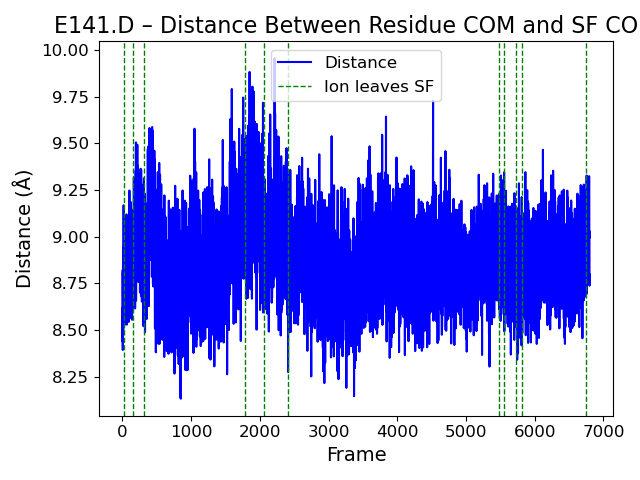 E141.D – Distance Between Residue COM and SF CO
10.00
9.75
9.50
9.25
9.00
8.75
8.50
8.25
Distance (Å)
Distance
Ion leaves SF
0 1000 2000 3000 4000 5000 6000 7000
Frame